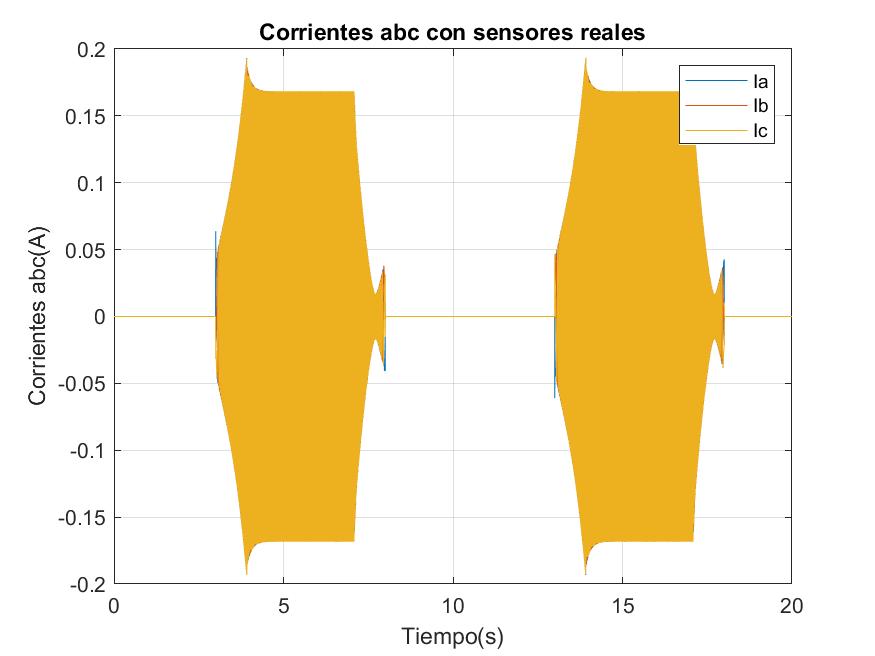 Corrientes abc con sensores reales
Ia
Ib
Ic
0.2
0.15
0.1
0.05
0
-0.05
-0.1
-0.15
-0.2
Corrientes abc(A)
0 5 10 15 20
Tiempo(s)